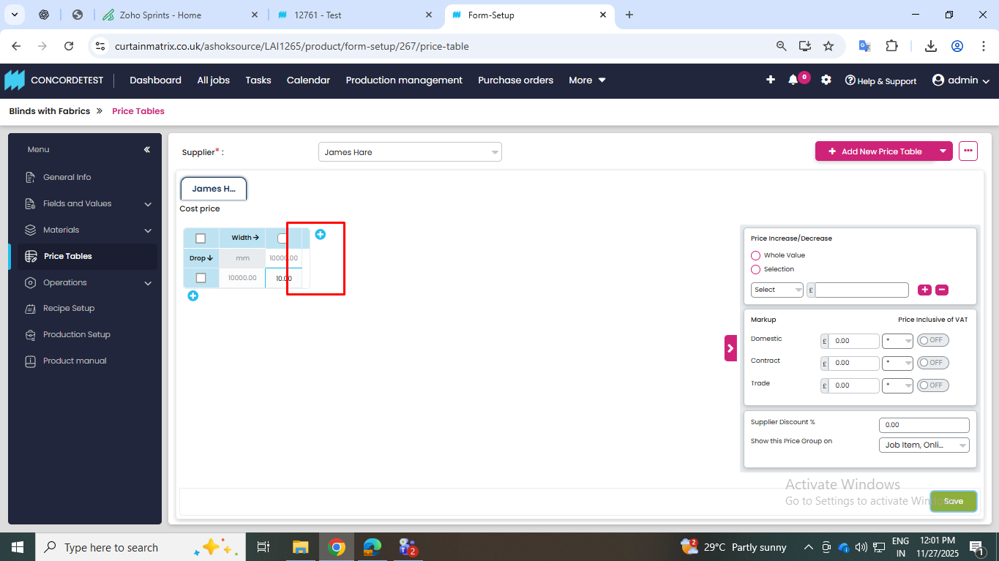 Zoho Sprints - Home
12761 - Test
Form-Setup
curtainmatrix.co.uk/ashoksource/LAI1265/product/form-setup/267/price-table
CONCORDETEST
Dashboard
All jobs
Tasks
Calendar
Production management
Purchase orders
More
0
Help & Support
admin
Blinds with Fabrics » Price Tables
Menu «
General Info
Fields and Values
Materials
Price Tables
Operations
Recipe Setup
Production Setup
Product manual
Supplier* :
James Hare
+ Add New Price Table
James H...
Cost price
Width →
Drop ↓ mm 10000.00
10000.00 10.00
Price Increase/Decrease
Whole Value
Selection
Select £
Markup Price Inclusive of VAT
Domestic £ 0.00 * OFF
Contract £ 0.00 * OFF
Trade £ 0.00 * OFF
Supplier Discount % 0.00
Show this Price Group on Job Item, Onli...
Activate Windows
Go to Settings to activate Windows.
Save
Type here to search
2
2
29°C Partly sunny
ENG
IN
12:01 PM
11/27/2025
1